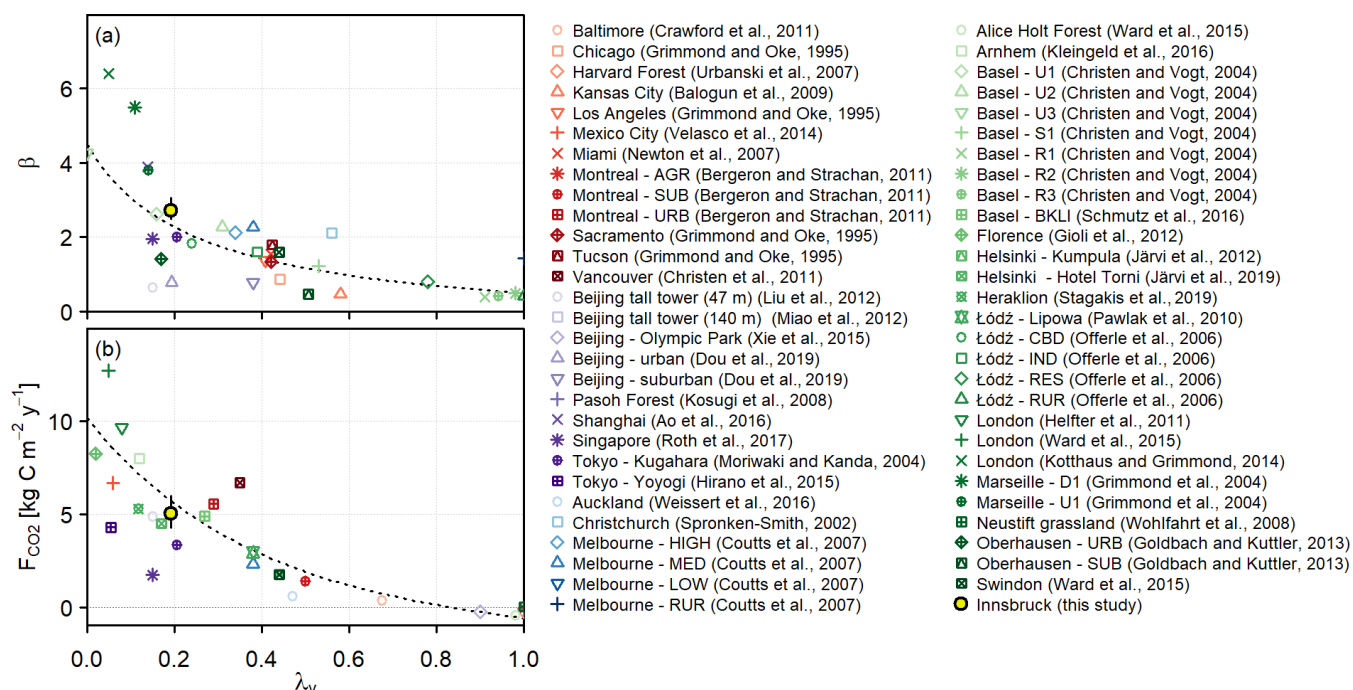 (a)
6
4
2
0
β
(b)
10
5
0
F_CO2 [kg C m⁻² y⁻¹]
0.0 0.2 0.4 0.6 0.8 1.0
λ_v
Baltimore (Crawford et al., 2011)
Chicago (Grimmond and Oke, 1995)
Harvard Forest (Urbanski et al., 2007)
Kansas City (Balogun et al., 2009)
Los Angeles (Grimmond and Oke, 1995)
Mexico City (Velasco et al., 2014)
Miami (Newton et al., 2007)
Montreal - AGR (Bergeron and Strachan, 2011)
Montreal - SUB (Bergeron and Strachan, 2011)
Montreal - URB (Bergeron and Strachan, 2011)
Sacramento (Grimmond and Oke, 1995)
Tucson (Grimmond and Oke, 1995)
Vancouver (Christen et al., 2011)
Beijing tall tower (47 m) (Liu et al., 2012)
Beijing tall tower (140 m) (Miao et al., 2012)
Beijing - Olympic Park (Xie et al., 2015)
Beijing - urban (Dou et al., 2019)
Beijing - suburban (Dou et al., 2019)
Pasoh Forest (Kosugi et al., 2008)
Shanghai (Ao et al., 2016)
Singapore (Roth et al., 2017)
Tokyo - Kugahara (Moriwaki and Kanda, 2004)
Tokyo - Yoyogi (Hirano et al., 2015)
Auckland (Weissert et al., 2016)
Christchurch (Spronken-Smith, 2002)
Melbourne - HIGH (Coutts et al., 2007)
Melbourne - MED (Coutts et al., 2007)
Melbourne - LOW (Coutts et al., 2007)
Melbourne - RUR (Coutts et al., 2007)
Alice Holt Forest (Ward et al., 2015)
Arnhem (Kleingeld et al., 2016)
Basel - U1 (Christen and Vogt, 2004)
Basel - U2 (Christen and Vogt, 2004)
Basel - U3 (Christen and Vogt, 2004)
Basel - S1 (Christen and Vogt, 2004)
Basel - R1 (Christen and Vogt, 2004)
Basel - R2 (Christen and Vogt, 2004)
Basel - R3 (Christen and Vogt, 2004)
Basel - BKLI (Schmutz et al., 2016)
Florence (Gioli et al., 2012)
Helsinki - Kumpula (Järvi et al., 2012)
Helsinki - Hotel Torni (Järvi et al., 2019)
Heraklion (Stagakis et al., 2019)
Łódź - Lipowa (Pawlak et al., 2010)
Łódź - CBD (Offerle et al., 2006)
Łódź - IND (Offerle et al., 2006)
Łódź - RES (Offerle et al., 2006)
Łódź - RUR (Offerle et al., 2006)
London (Helfter et al., 2011)
London (Ward et al., 2015)
London (Kotthaus and Grimmond, 2014)
Marseille - D1 (Grimmond et al., 2004)
Marseille - U1 (Grimmond et al., 2004)
Neustift grassland (Wohlfahrt et al., 2008)
Oberhausen - URB (Goldbach and Kuttler, 2013)
Oberhausen - SUB (Goldbach and Kuttler, 2013)
Swindon (Ward et al., 2015)
Innsbruck (this study)